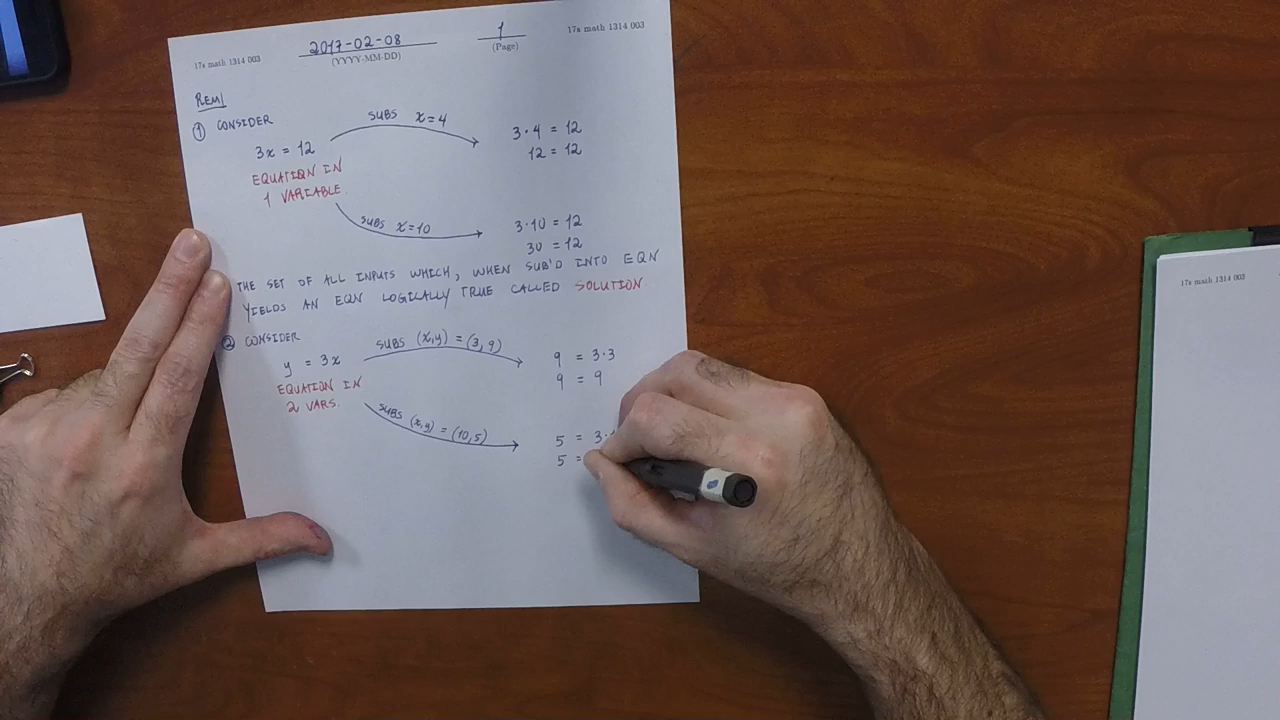 17s math 1314 003
2017-02-08
(YYYY-MM-DD)
1
(Page)
17s math 1314 003
REM/
① CONSIDER
3x = 12
EQUATION IN
1 VARIABLE.
SUBS x=4
3·4 = 12
12 = 12
SUBS x=10
3·10 = 12
30 = 12
THE SET OF ALL INPUTS WHICH, WHEN SUB'D INTO EQN
YIELDS AN EQN LOGICALLY TRUE CALLED SOLUTION.
② CONSIDER
y = 3x
EQUATION IN
2 VARS.
SUBS (x,y) = (3,9)
9 = 3·3
9 = 9
SUBS (x,y) = (10,5)
5 = 3·
5 =
17s math 1314 003